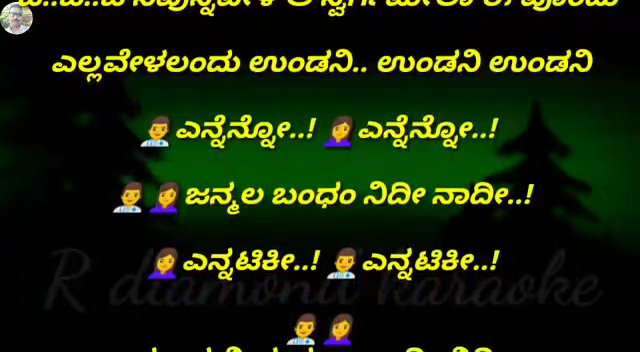 ಎಲ್ಲವೇಳಲಂದು ಉಂಡನಿ.. ಉಂಡನಿ ಉಂಡನಿ
ಎನ್ನೆನ್ನೋ..! ಎನ್ನೆನ್ನೋ..!
ಜನ್ಮಲ ಬಂಧಂ ನಿದೀ ನಾದೀ..!
ಎನ್ನಟಿಕೀ..! ಎನ್ನಟಿಕೀ..!
R diamond karaoke